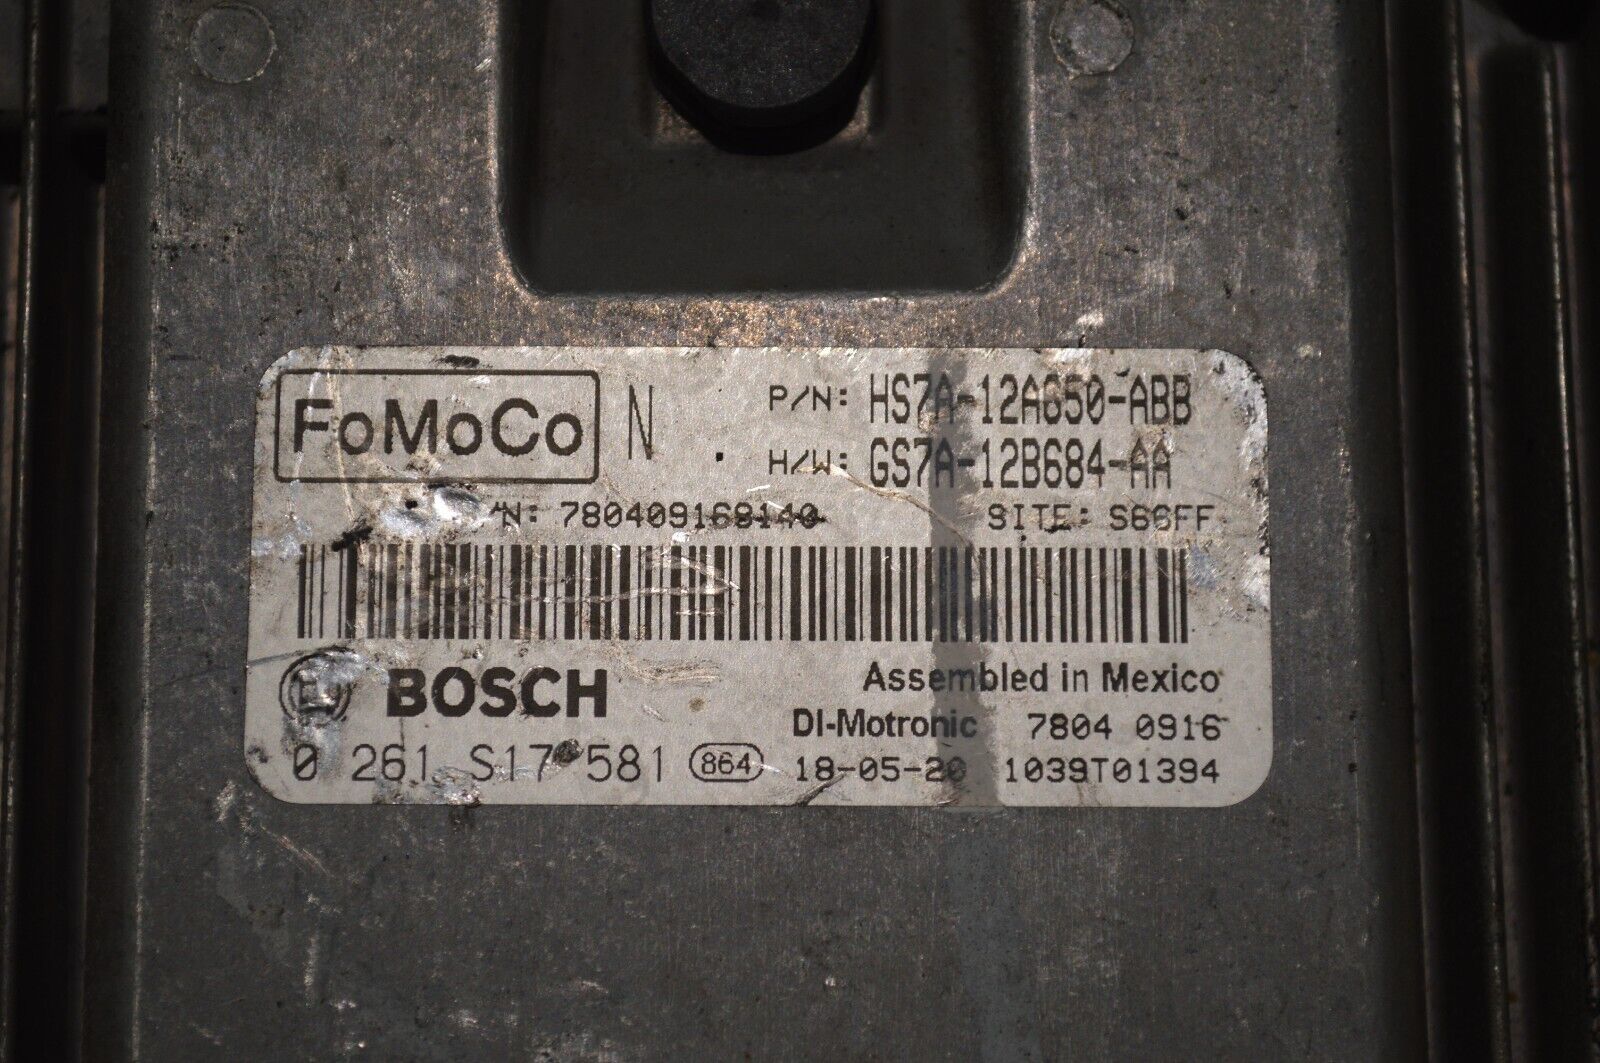 FoMoCo N P/N: HS7A-12A650-ABB
H/W: GS7A-12B684-AA
/N: 780409168140 SITE: S66FF
BOSCH Assembled in Mexico
DI-Motronic 7804 0916
0 261 S17 581 864 18-05-20 1039T01394